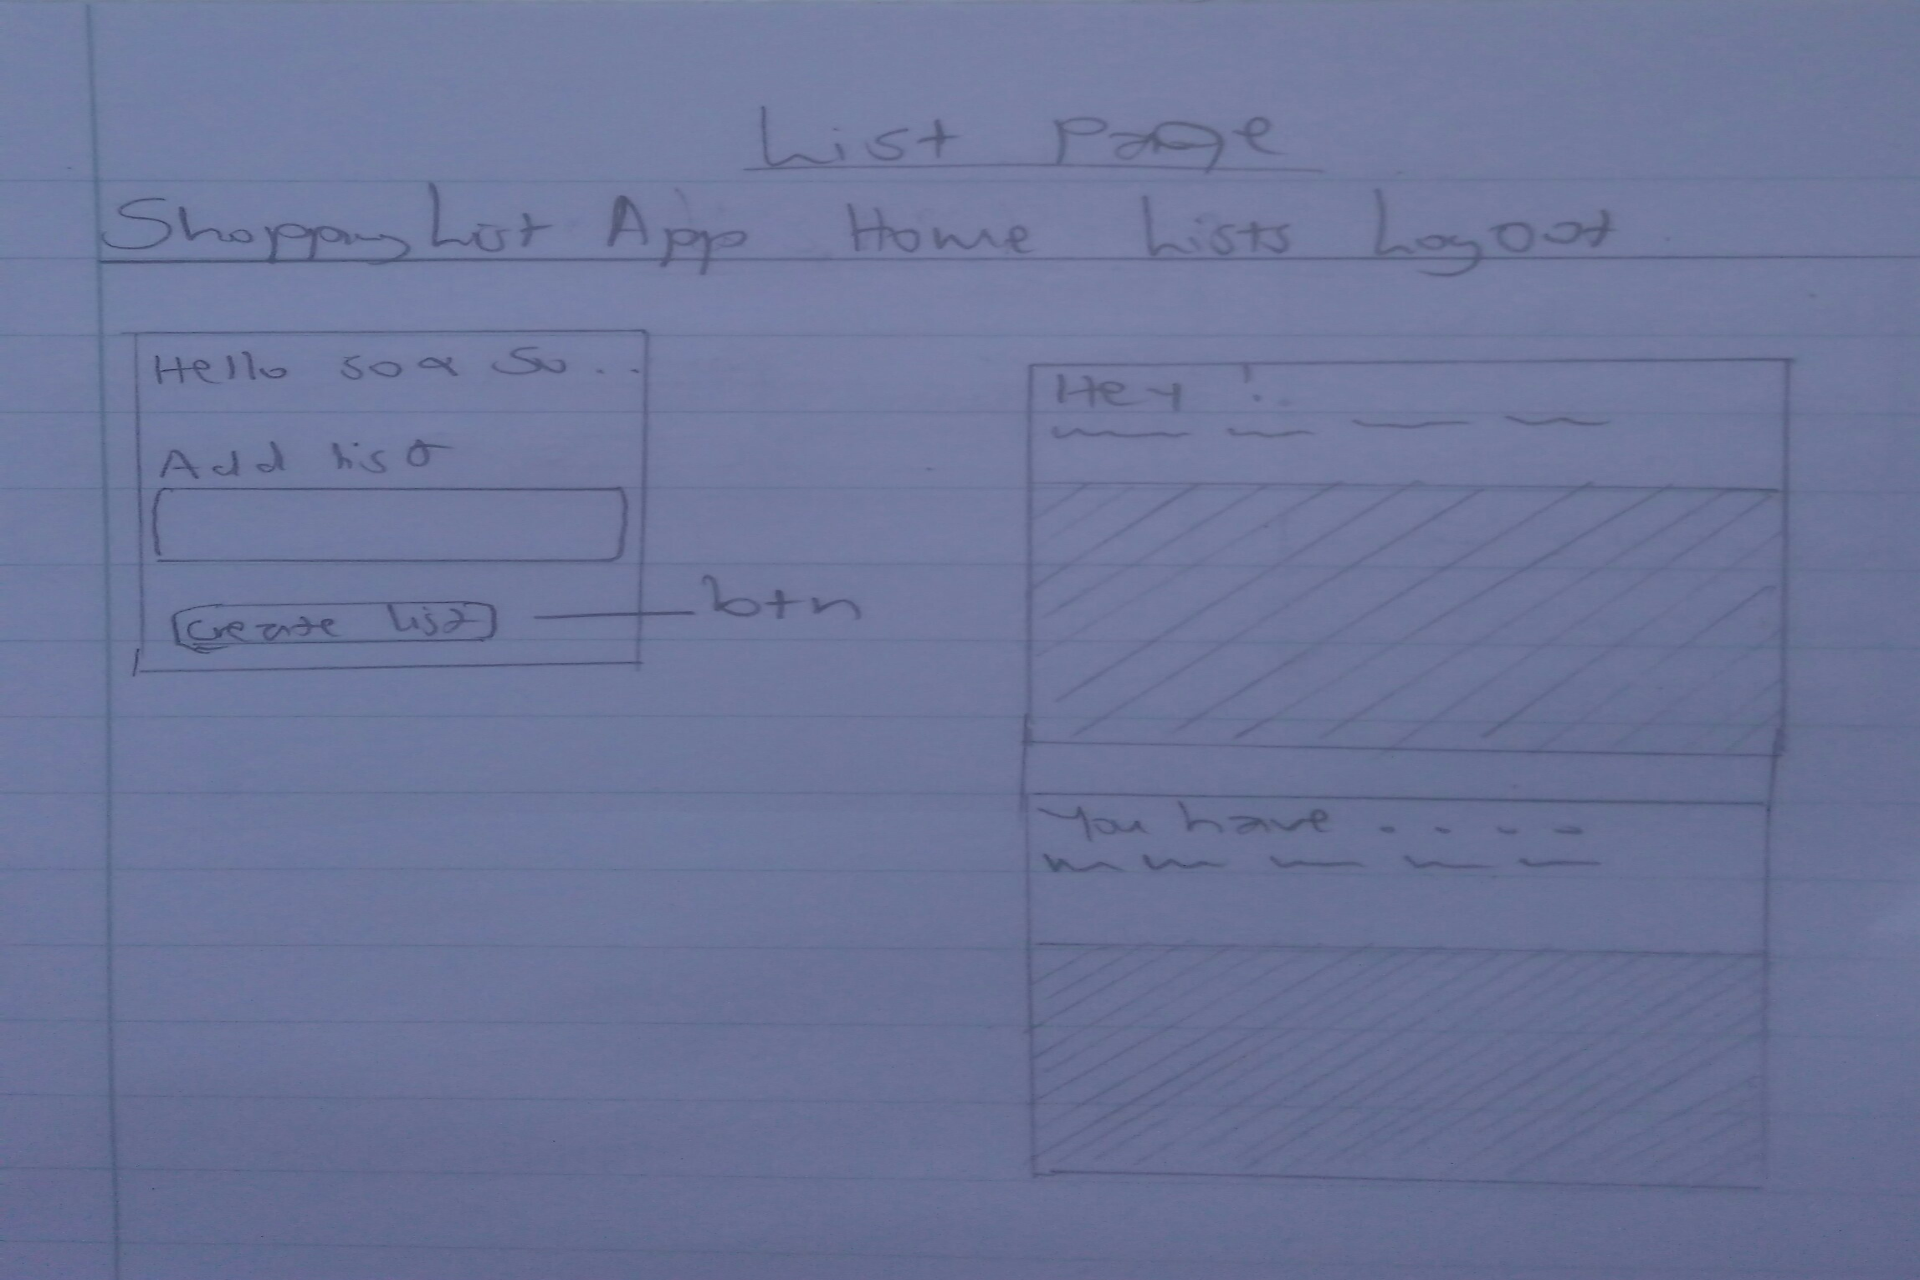 List Page
Shopping List App Home Lists Logout
Hello so & so..
Add list
Create list
btn
Hey !..
You have . - - -